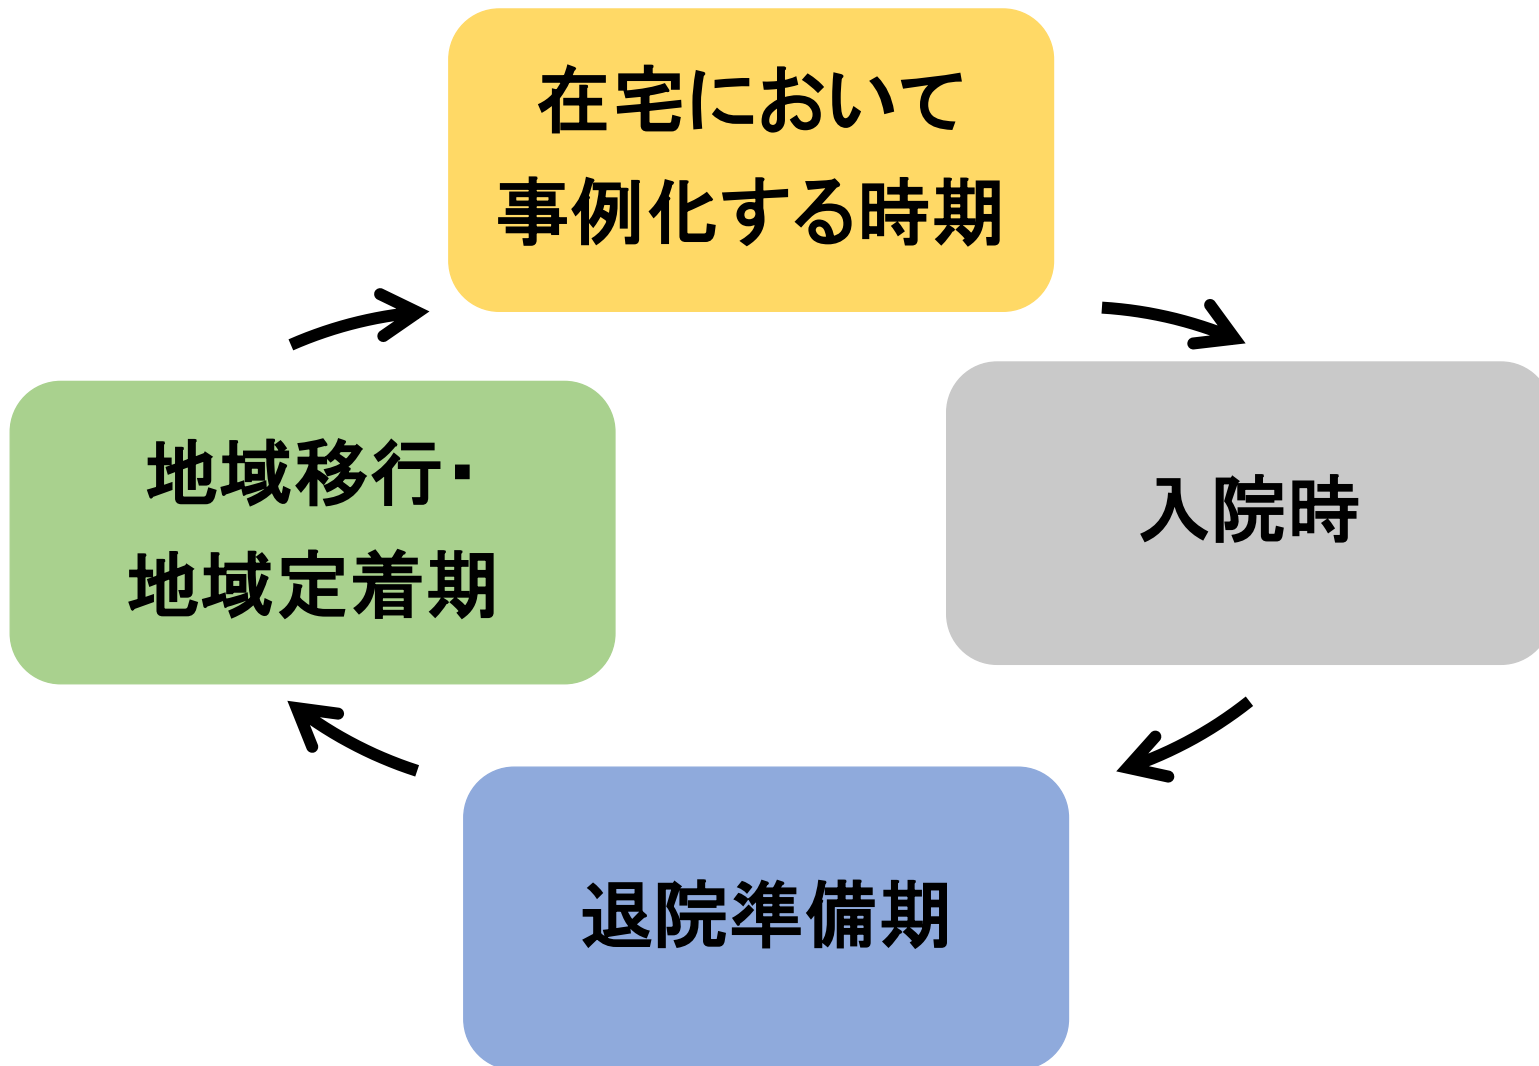 在宅において
事例化する時期
入院時
退院準備期
地域移行・
地域定着期